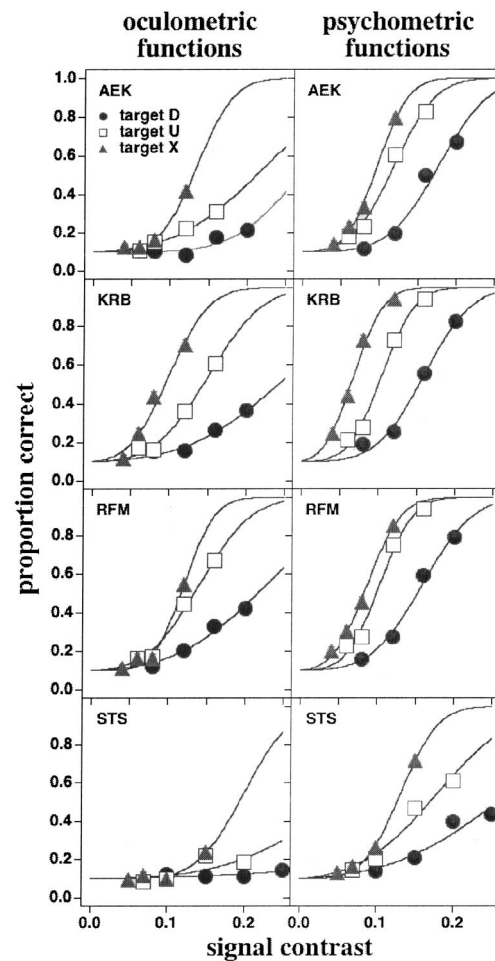 oculometric functions
psychometric functions
proportion correct
signal contrast
AEK
target D
target U
target X
1.0
0.8
0.6
0.4
0.2
0.0
AEK
KRB
0.8
0.6
0.4
0.2
0.0
KRB
RFM
0.8
0.6
0.4
0.2
0.0
RFM
STS
0.8
0.6
0.4
0.2
0.0
STS
0.0 0.1 0.2
0.0 0.1 0.2